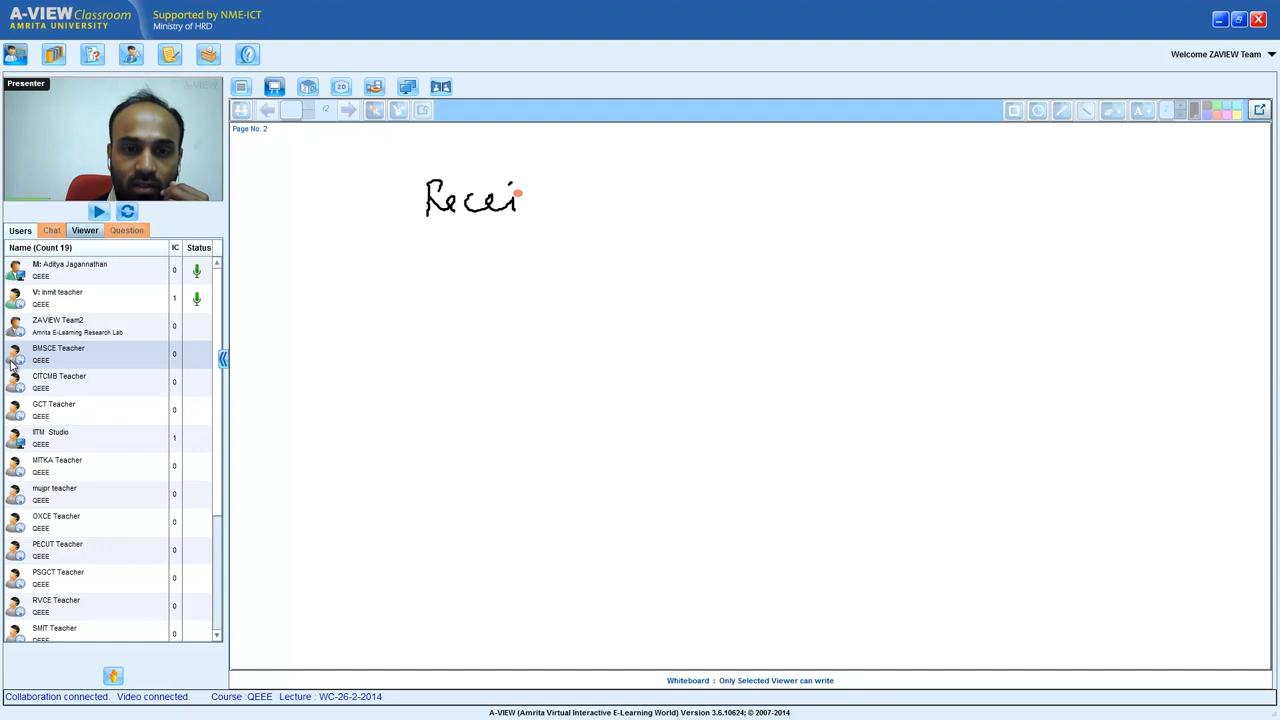 A-VIEW Classroom
AMRITA UNIVERSITY
Supported by NME-ICT
Ministry of HRD
Welcome ZAVIEW Team
Presenter
A-VIEW
2D
/2
A
2
Page No: 2
Recei
Users
Chat
Viewer
Question
Name (Count 19)
IC
Status
M: Aditya Jagannathan
QEEE
0
V: Inmit teacher
QEEE
1
ZAVIEW Team2
Amrita E-Learning Research Lab
0
BMSCE Teacher
QEEE
0
CITCMB Teacher
QEEE
0
GCT Teacher
QEEE
0
IITM Studio
QEEE
1
MITKA Teacher
QEEE
0
mujpr teacher
QEEE
0
OXCE Teacher
QEEE
0
PECUT Teacher
QEEE
0
PSGCT Teacher
QEEE
0
RVCE Teacher
QEEE
0
SMIT Teacher
QEEE
0
Whiteboard : Only Selected Viewer can write
Collaboration connected. Video connected. Course :QEEE Lecture : WC-26-2-2014
A-VIEW (Amrita Virtual Interactive E-Learning World) Version 3.6.10624; © 2007-2014